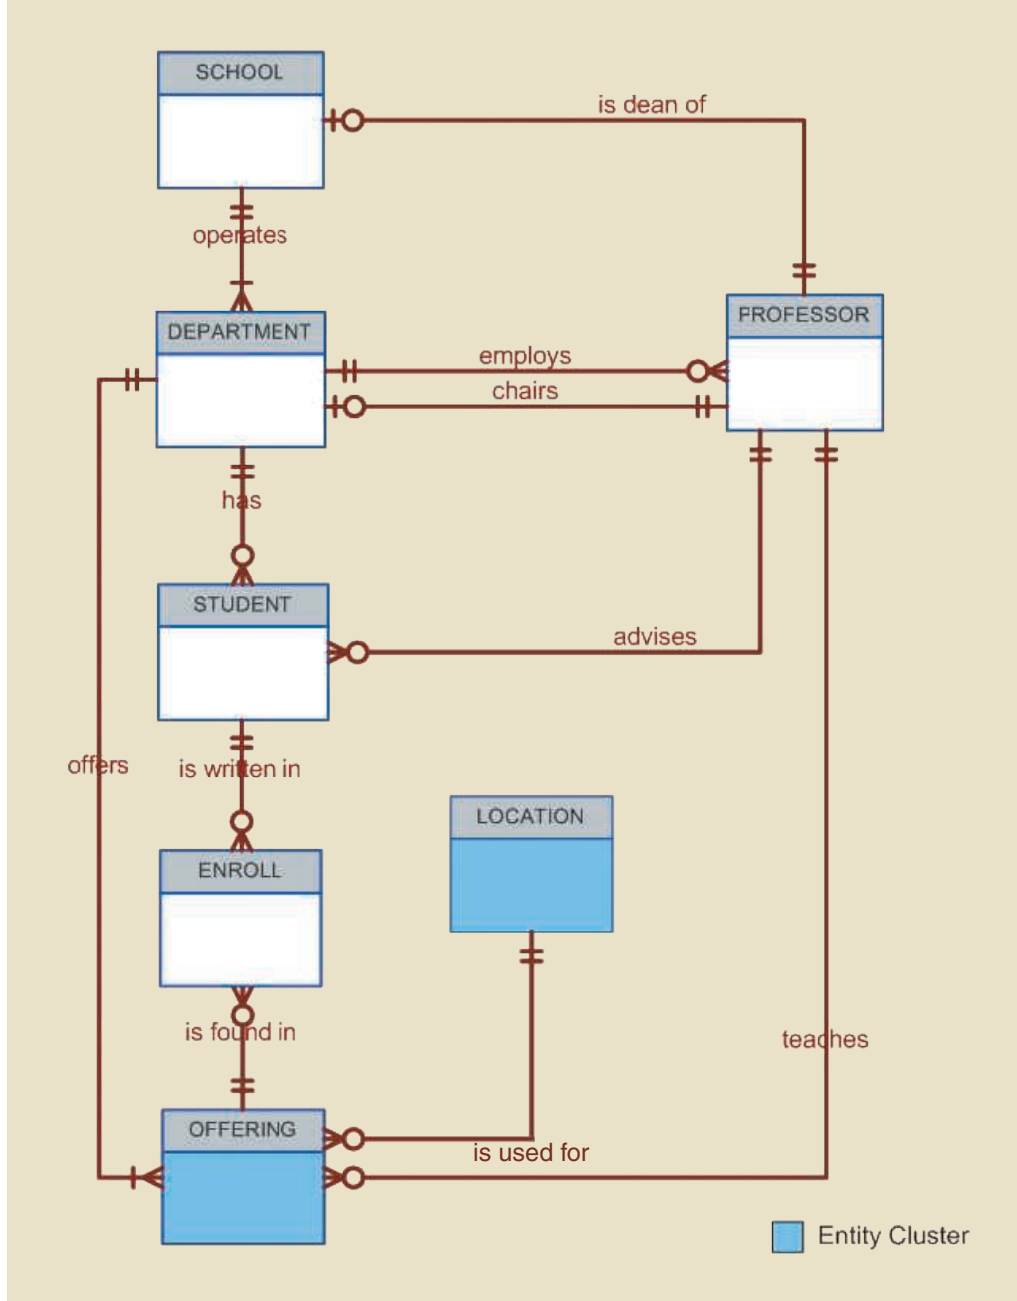 SCHOOL
is dean of
operates
PROFESSOR
DEPARTMENT
employs
chairs
has
STUDENT
advises
offers
is written in
LOCATION
ENROLL
is found in
teaches
OFFERING
is used for
Entity Cluster